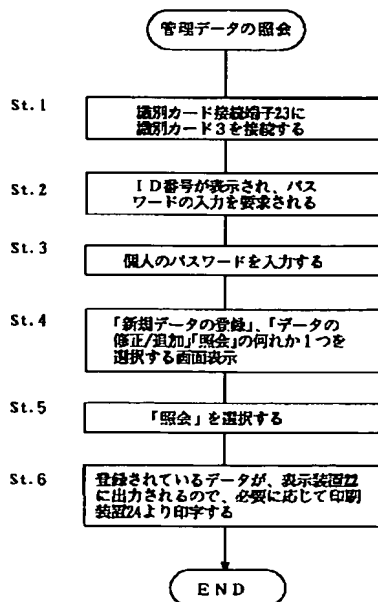 管理データの照会
St.1
識別カード接続端子23に
識別カード3を接続する
St.2
ID番号が表示され、パス
ワードの入力を要求される
St.3
個人のパスワードを入力する
St.4
「新規データの登録」、「データの
修正/追加」「照会」の何れか1つを
選択する画面表示
St.5
「照会」を選択する
St.6
登録されているデータが、表示装置22
に出力されるので、必要に応じて印刷
装置24より印字する
END